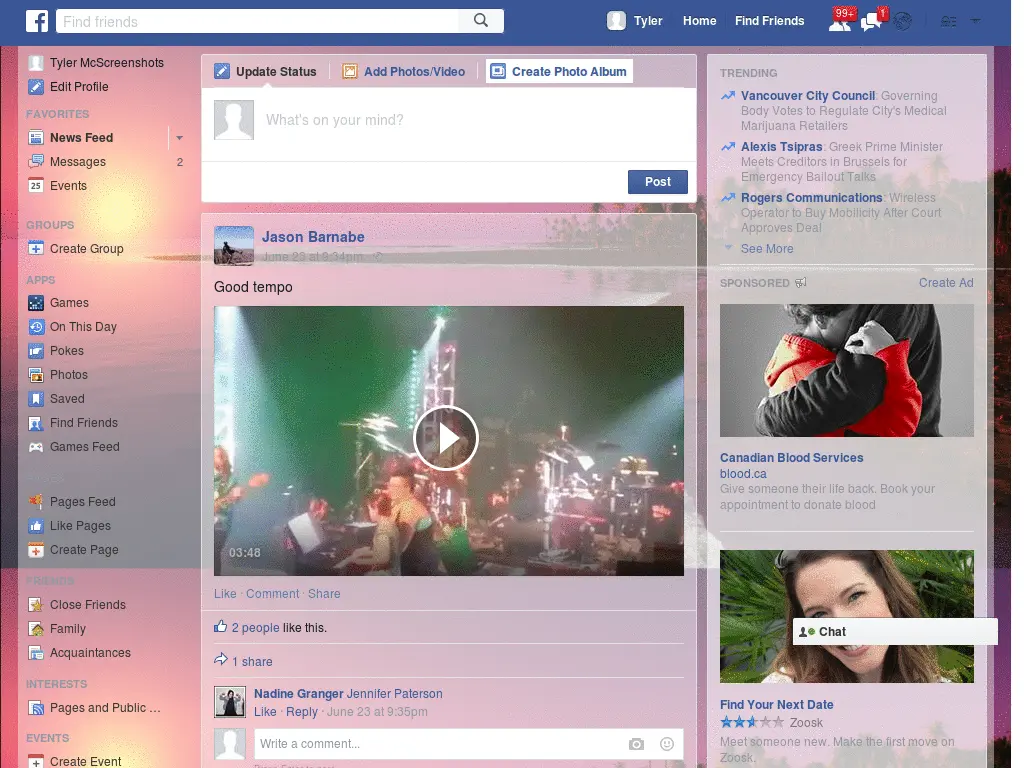 Find friends
Tyler
Home
Find Friends
99+
1
Tyler McScreenshots
Edit Profile
FAVORITES
News Feed
Messages 2
25 Events
GROUPS
Create Group
APPS
Games
On This Day
Pokes
Photos
Saved
Find Friends
Games Feed
Pages Feed
Like Pages
Create Page
FRIENDS
Close Friends
Family
Acquaintances
INTERESTS
Pages and Public ...
EVENTS
Create Event
Update Status Add Photos/Video Create Photo Album
What's on your mind?
Post
Jason Barnabe
June 23 at 9:34pm ·
Good tempo
03:48
Like · Comment · Share
2 people like this.
1 share
Nadine Granger Jennifer Paterson
Like · Reply · June 23 at 9:35pm
Write a comment...
TRENDING
Vancouver City Council: Governing
Body Votes to Regulate City's Medical
Marijuana Retailers
Alexis Tsipras: Greek Prime Minister
Meets Creditors in Brussels for
Emergency Bailout Talks
Rogers Communications: Wireless
Operator to Buy Mobilicity After Court
Approves Deal
See More
SPONSORED Create Ad
Canadian Blood Services
blood.ca
Give someone their life back. Book your
appointment to donate blood
Chat
Find Your Next Date
Zoosk
Meet someone new. Make the first move on
Zoosk.